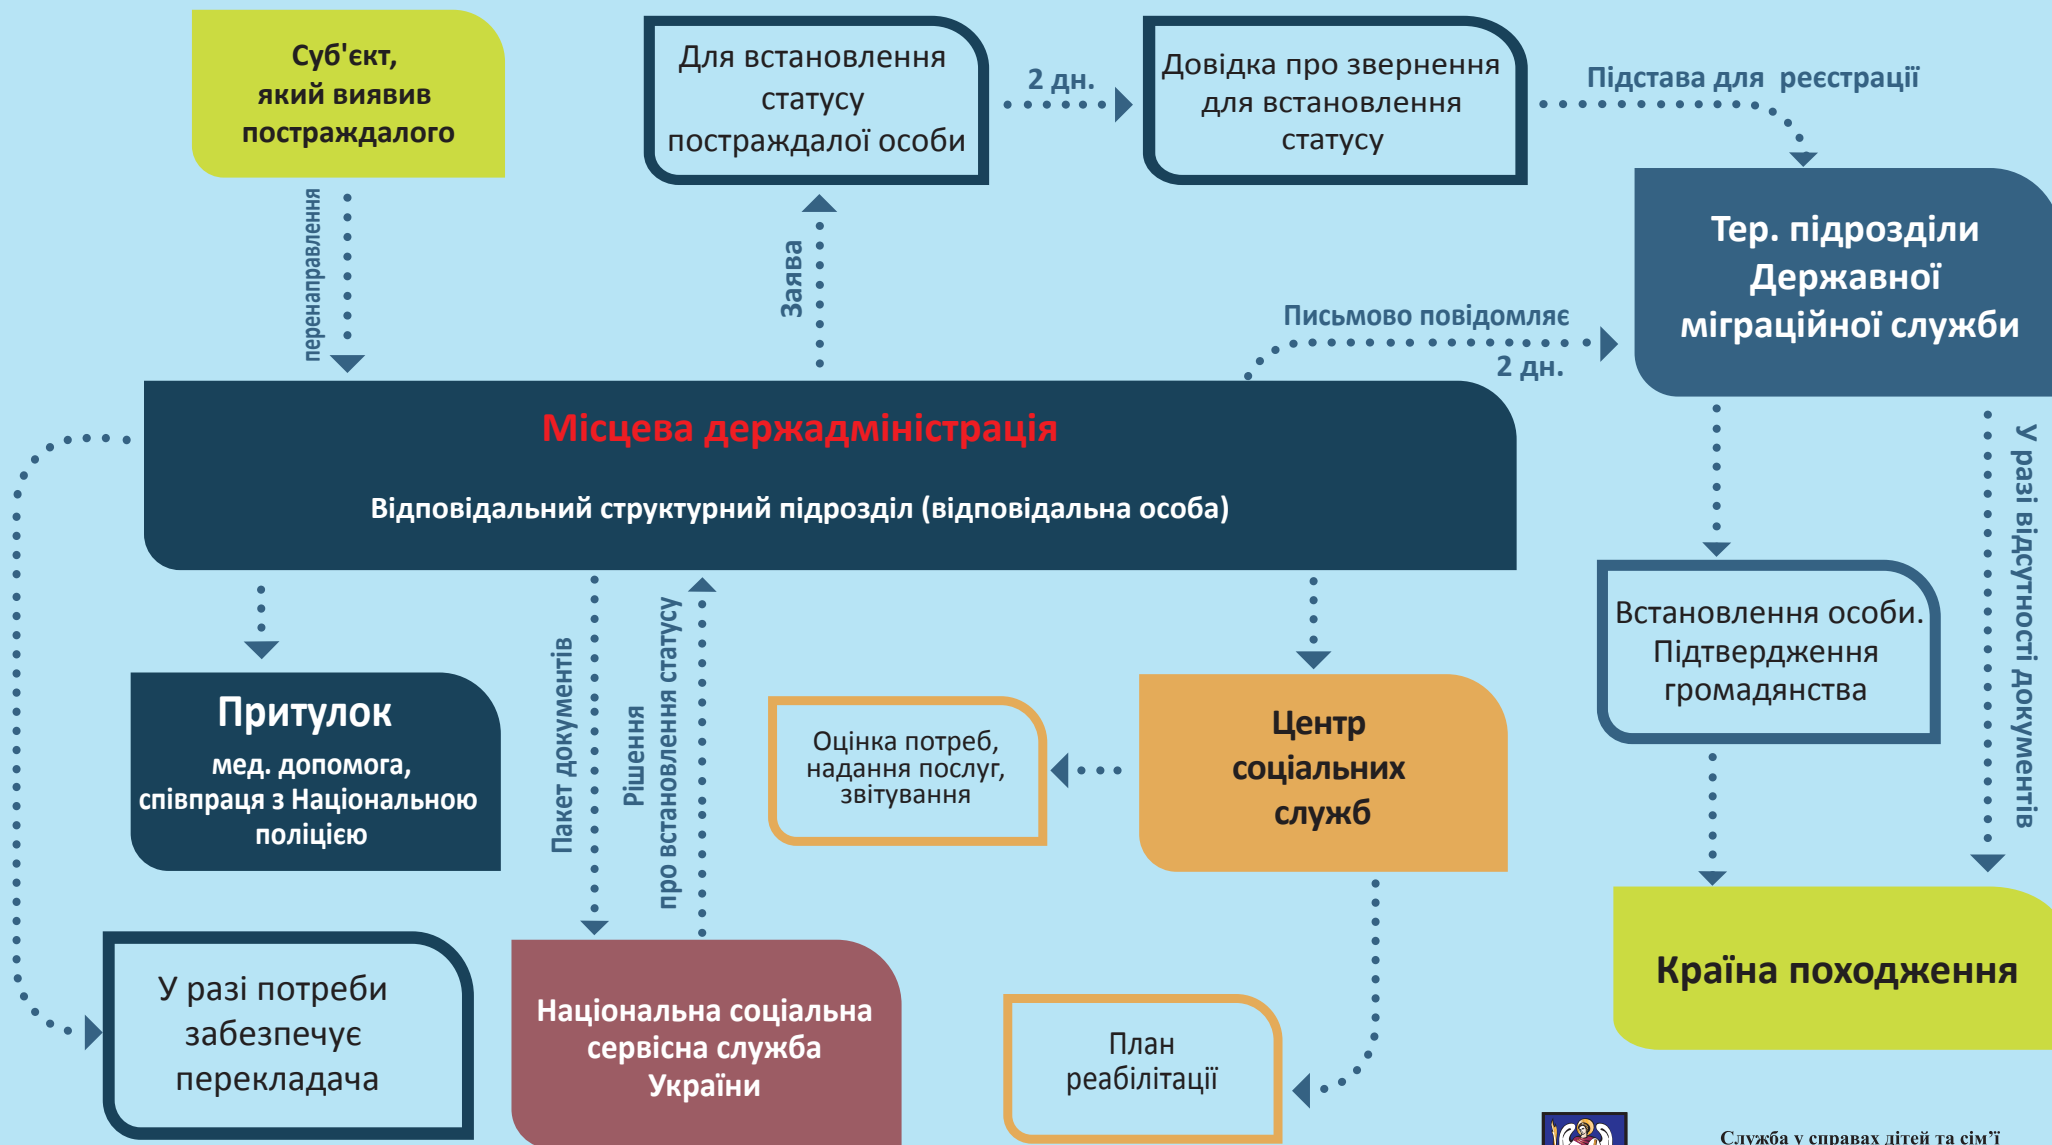 Суб'єкт,
який виявив
постраждалого
Для встановлення
статусу
постраждалої особи
2 дн.
Довідка про звернення
для встановлення
статусу
Підстава для реєстрації
перенаправлення
Заява
Тер. підрозділи
Державної
міграційної служби
Письмово повідомляє
2 дн.
Місцева держадміністрація
Відповідальний структурний підрозділ (відповідальна особа)
У разі відсутності документів
Встановлення особи.
Підтвердження
громадянства
Пакет документів
Рішення
про встановлення статусу
Притулок
мед. допомога,
співпраця з Національною
поліцією
Оцінка потреб,
надання послуг,
звітування
Центр
соціальних
служб
Країна походження
У разі потреби
забезпечує
перекладача
Національна соціальна
сервісна служба
України
План
реабілітації
Служба у справах дітей та сім’ї